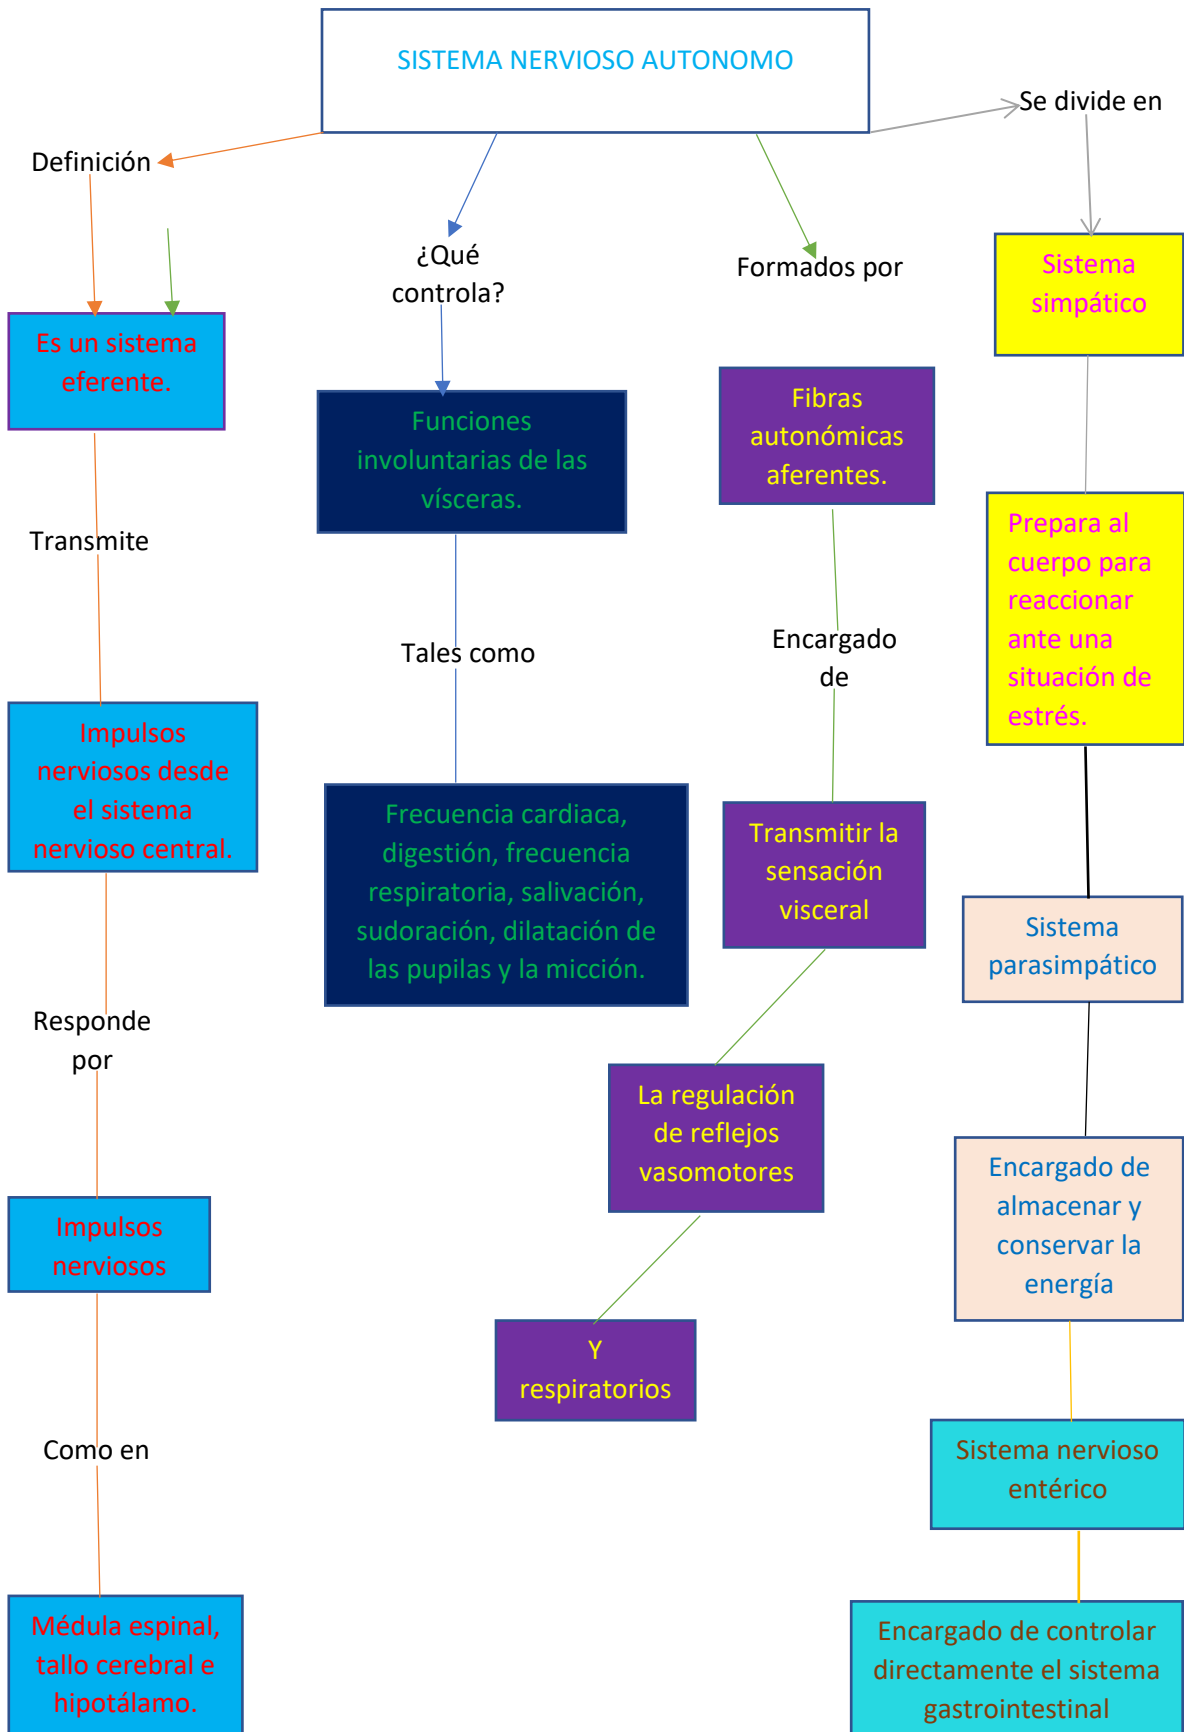 SISTEMA NERVIOSO AUTONOMO
Se divide en
Definición
¿Qué
controla?
Formados por
Sistema
simpático
Es un sistema
eferente.
Funciones
involuntarias de las
vísceras.
Fibras
autonómicas
aferentes.
Transmite
Prepara al
cuerpo para
reaccionar
ante una
situación de
estrés.
Tales como
Encargado
de
Impulsos
nerviosos desde
el sistema
nervioso central.
Frecuencia cardiaca,
digestión, frecuencia
respiratoria, salivación,
sudoración, dilatación de
las pupilas y la micción.
Transmitir la
sensación
visceral
Sistema
parasimpático
Responde
por
La regulación
de reflejos
vasomotores
Encargado de
almacenar y
conservar la
energía
Impulsos
nerviosos
Y
respiratorios
Como en
Sistema nervioso
entérico
Médula espinal,
tallo cerebral e
hipotálamo.
Encargado de controlar
directamente el sistema
gastrointestinal